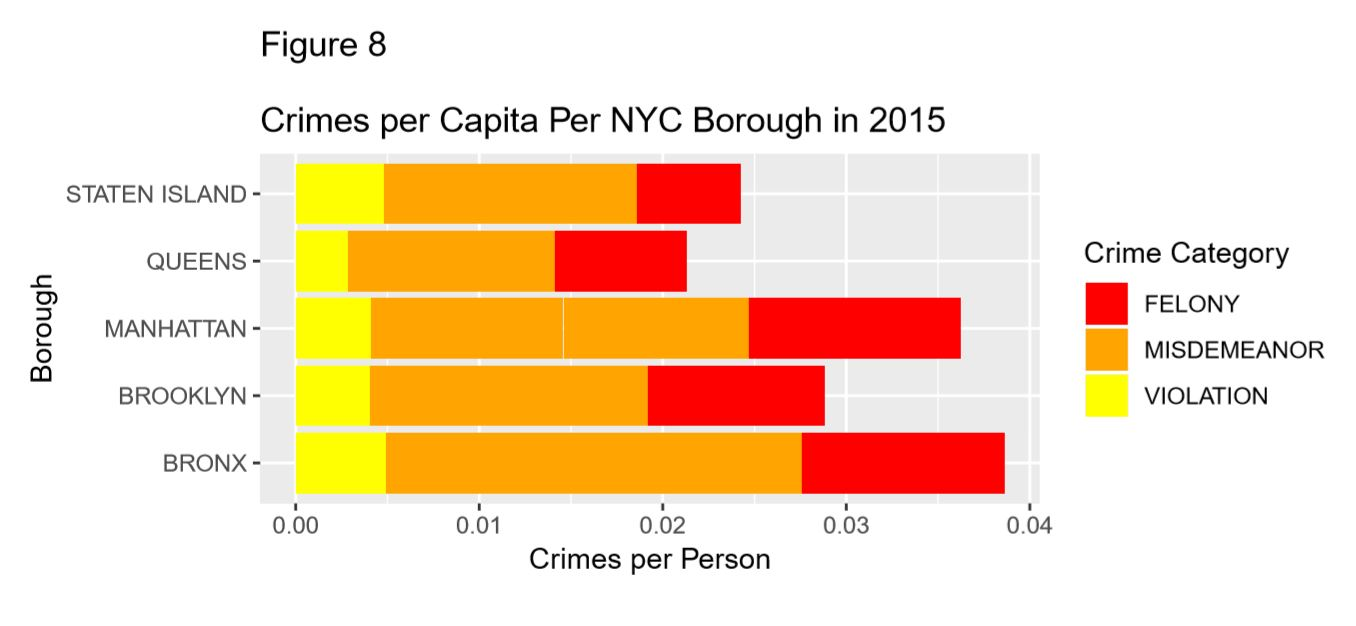 Figure 8
Crimes per Capita Per NYC Borough in 2015
STATEN ISLAND
QUEENS
MANHATTAN
BROOKLYN
BRONX
Borough
0.00 0.01 0.02 0.03 0.04
Crimes per Person
Crime Category
FELONY
MISDEMEANOR
VIOLATION